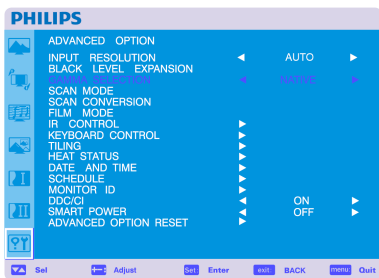 PHILIPS
ADVANCED OPTION
INPUT RESOLUTION AUTO
BLACK LEVEL EXPANSION
GAMMA SELECTION NATIVE
SCAN MODE
SCAN CONVERSION
FILM MODE
IR CONTROL
KEYBOARD CONTROL
TILING
HEAT STATUS
DATE AND TIME
SCHEDULE
MONITOR ID
DDC/CI ON
SMART POWER OFF
ADVANCED OPTION RESET
Sel Adjust Set Enter exit BACK menu Quit